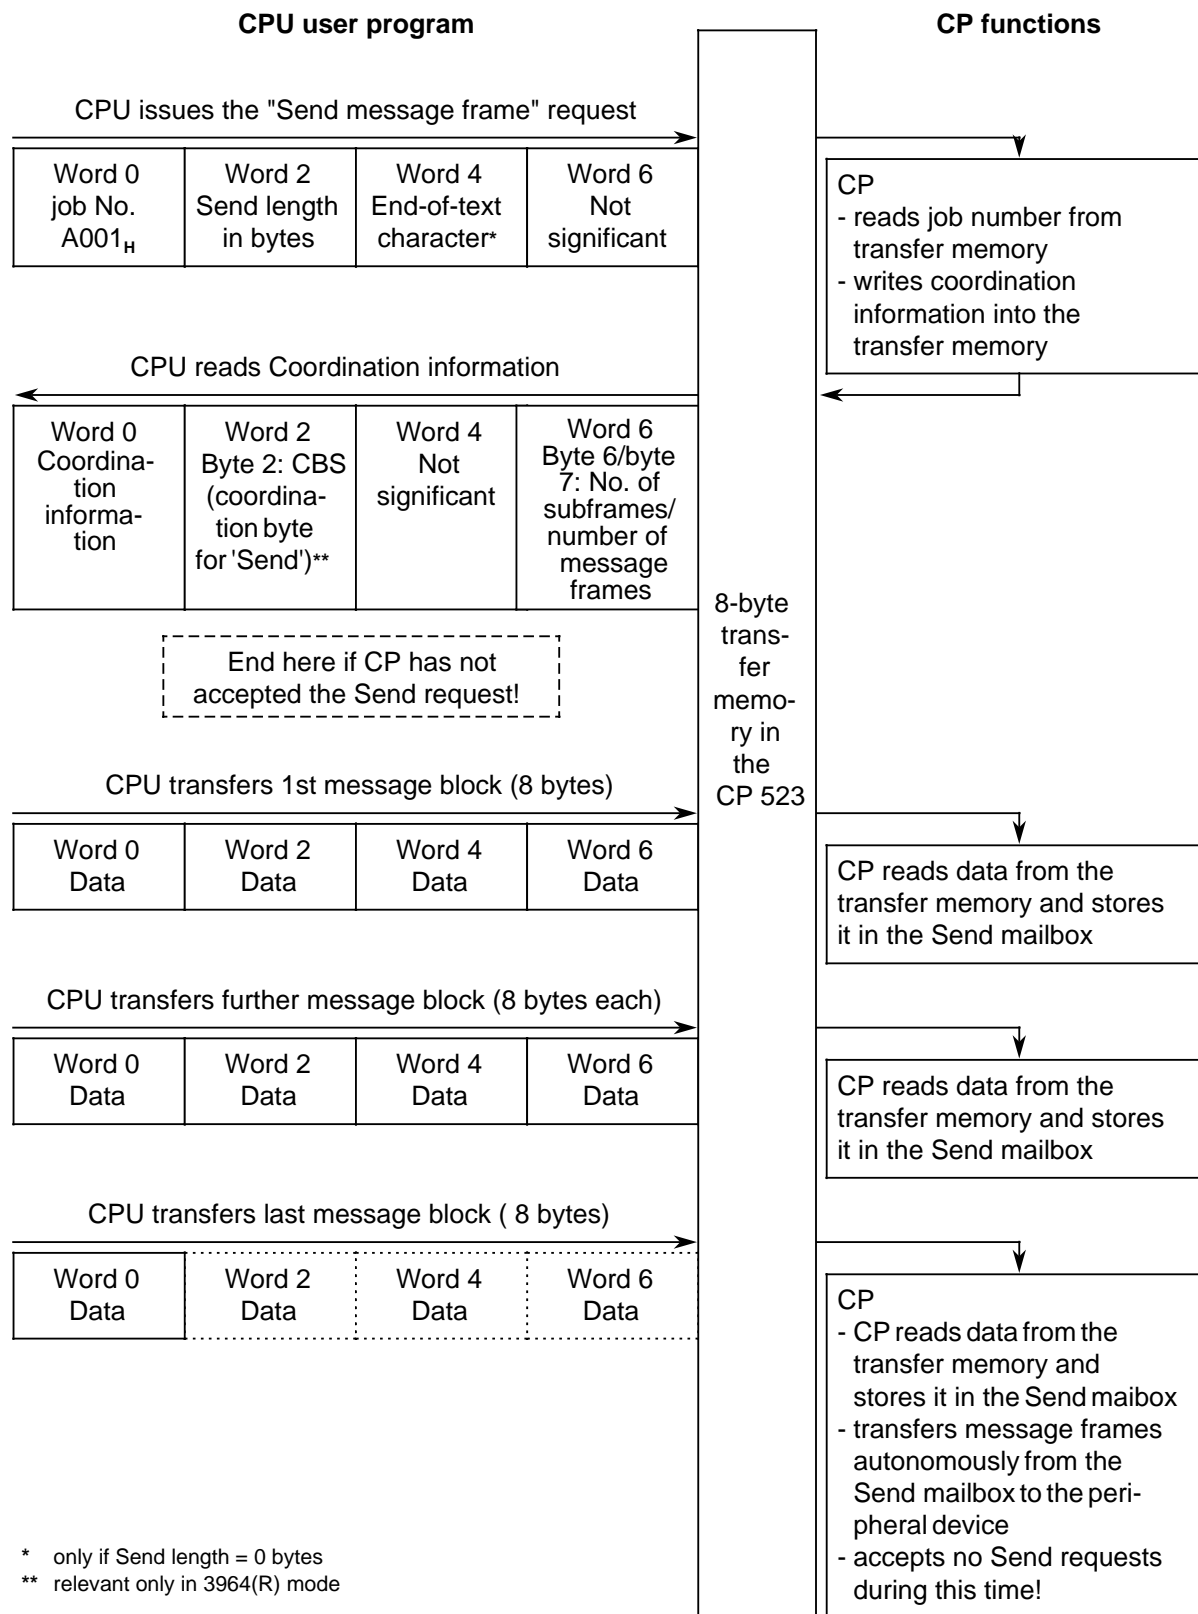 CPU user program
CP functions
CPU issues the "Send message frame" request
Word 0
job No.
A001H
Word 2
Send length
in bytes
Word 4
End-of-text
character*
Word 6
Not
significant
CP
- reads job number from
transfer memory
- writes coordination
information into the
transfer memory
CPU reads Coordination information
Word 0
Coordina-
tion
informa-
tion
Word 2
Byte 2: CBS
(coordina-
tion byte
for 'Send')**
Word 4
Not
significant
Word 6
Byte 6/byte
7: No. of
subframes/
number of
message
frames
8-byte
trans-
fer
memo-
ry in
the
CP 523
End here if CP has not
accepted the Send request!
CPU transfers 1st message block (8 bytes)
Word 0
Data
Word 2
Data
Word 4
Data
Word 6
Data
CP reads data from the
transfer memory and stores
it in the Send mailbox
CPU transfers further message block (8 bytes each)
Word 0
Data
Word 2
Data
Word 4
Data
Word 6
Data
CP reads data from the
transfer memory and stores
it in the Send mailbox
CPU transfers last message block ( 8 bytes)
Word 0
Data
Word 2
Data
Word 4
Data
Word 6
Data
CP
- CP reads data from the
transfer memory and
stores it in the Send maibox
- transfers message frames
autonomously from the
Send mailbox to the peri-
pheral device
- accepts no Send requests
during this time!
* only if Send length = 0 bytes
** relevant only in 3964(R) mode